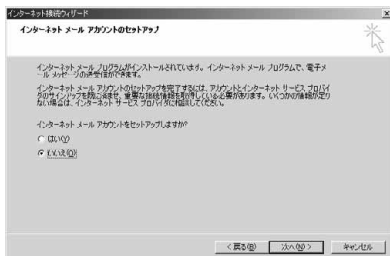 インターネット接続ウィザード
インターネット メール アカウントのセットアップ
インターネット メール プログラムがインストールされています。インターネット メール プログラムで、電子メ
ール メッセージの送受信ができます。
インターネット メール アカウントのセットアップを完了するには、アカウントとインターネット サービス プロバイ
ダのサインアップを既に済ませ、重要な接続情報を取得している必要があります。いくつかの情報が足り
ない場合は、インターネット サービス プロバイダに相談してください。
インターネット メール アカウントをセットアップしますか?
はい(Y)
いいえ(O)
< 戻る(B)
次へ(N) >
キャンセル